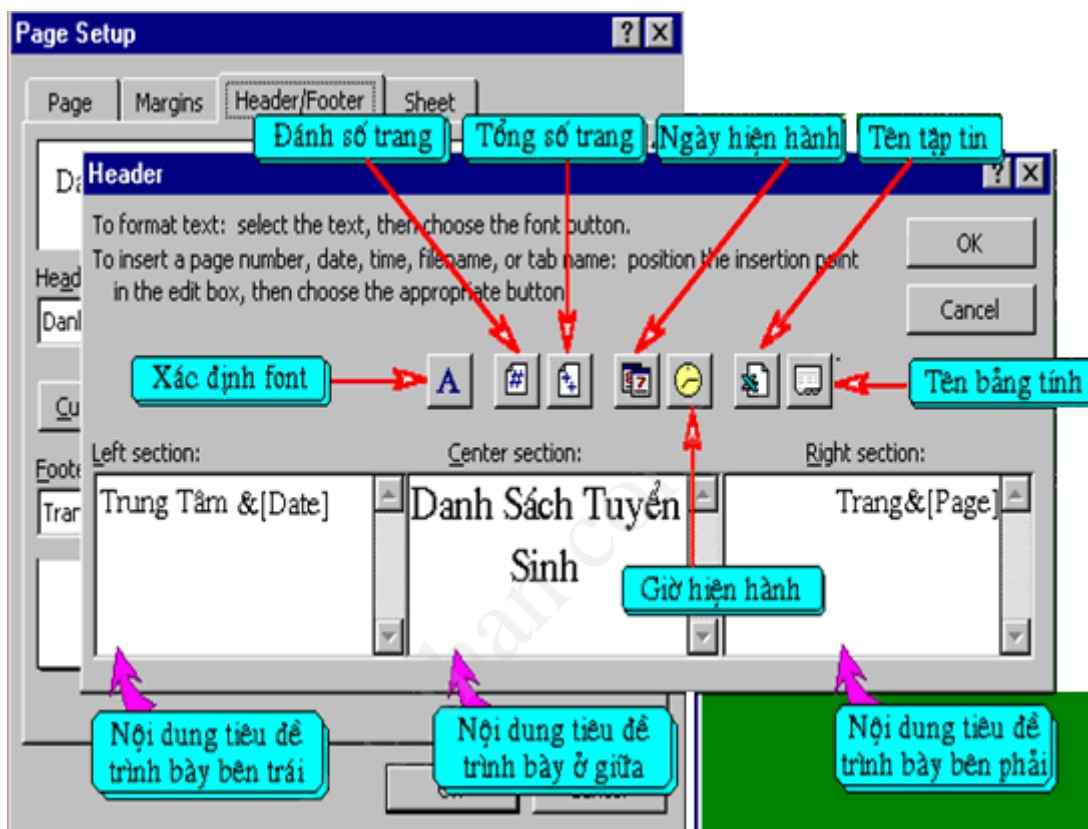 Page Setup
Page Margins Header/Footer Sheet
Đánh số trang Tổng số trang Ngày hiện hành Tên tập tin
Header
To format text: select the text, then choose the font button.
To insert a page number, date, time, filename, or tab name: position the insertion point
in the edit box, then choose the appropriate button
OK
Cancel
Xác định font
A
Tên bảng tính
Left section: Center section: Right section:
Trung Tâm &[Date]
Danh Sách Tuyển
Sinh
Trang&[Page]
Giờ hiện hành
Nội dung tiêu đề
trình bày bên trái
Nội dung tiêu đề
trình bày ở giữa
Nội dung tiêu đề
trình bày bên phải